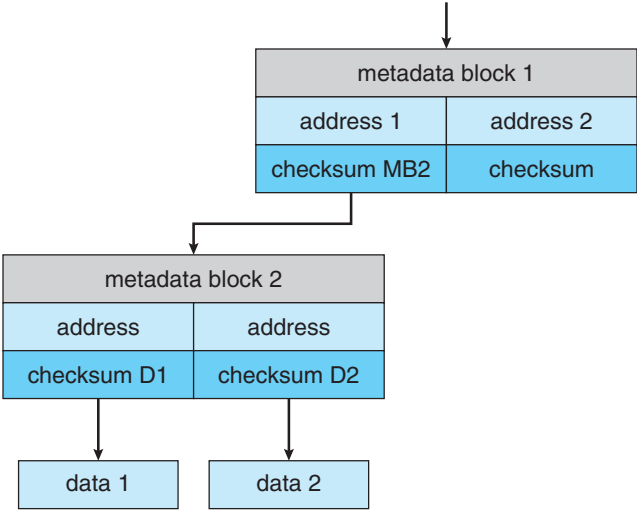 metadata block 1
address 1 address 2
checksum MB2 checksum
metadata block 2
address address
checksum D1 checksum D2
data 1 data 2